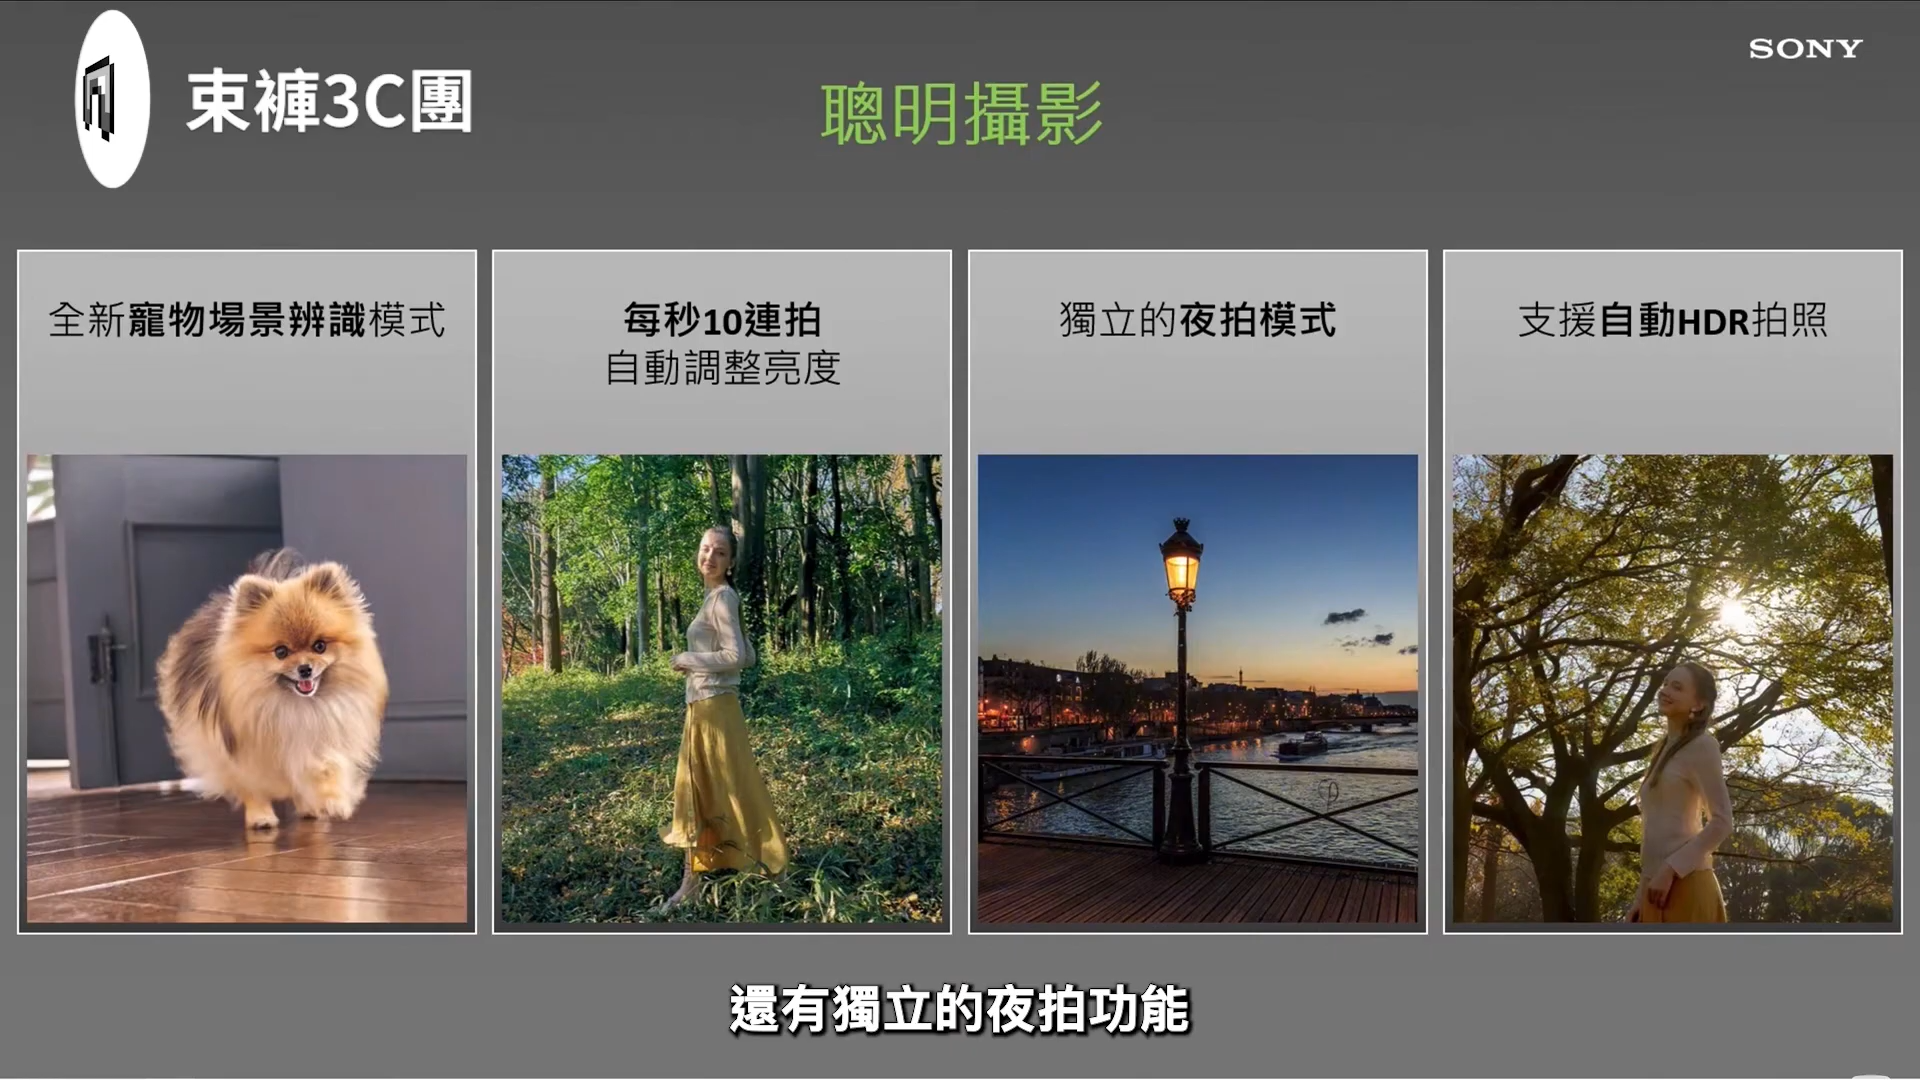 束褲3C團
聰明攝影
SONY
全新寵物場景辨識模式
每秒10連拍
自動調整亮度
獨立的夜拍模式
支援自動HDR拍照
還有獨立的夜拍功能